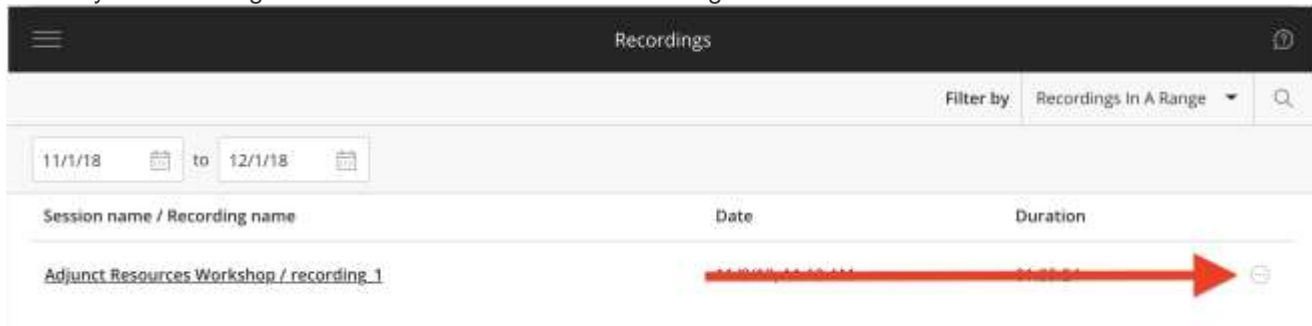 Recordings
Filter by Recordings In A Range
11/1/18 to 12/1/18
Session name / Recording name Date Duration
Adjunct Resources Workshop / recording_1